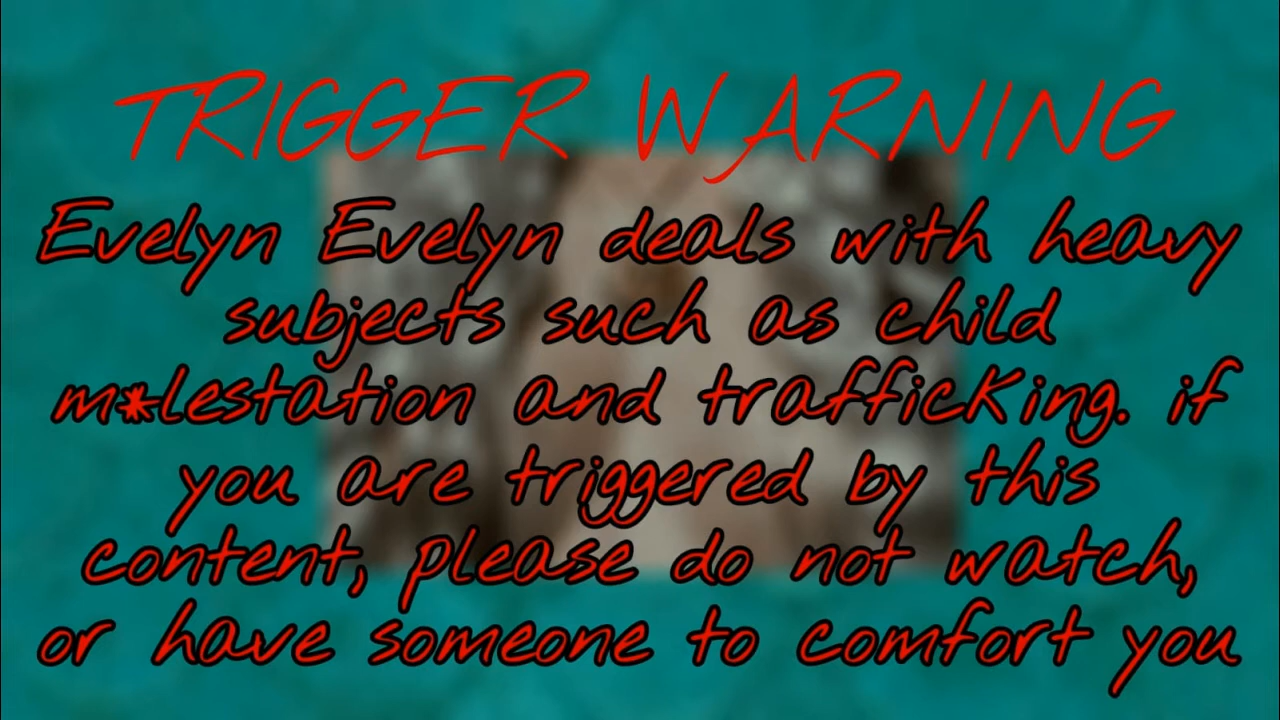 TRIGGER WARNING
Evelyn Evelyn deals with heavy
subjects such as child
m*lestation and trafficking. if
you are triggered by this
content, please do not watch,
or have someone to comfort you